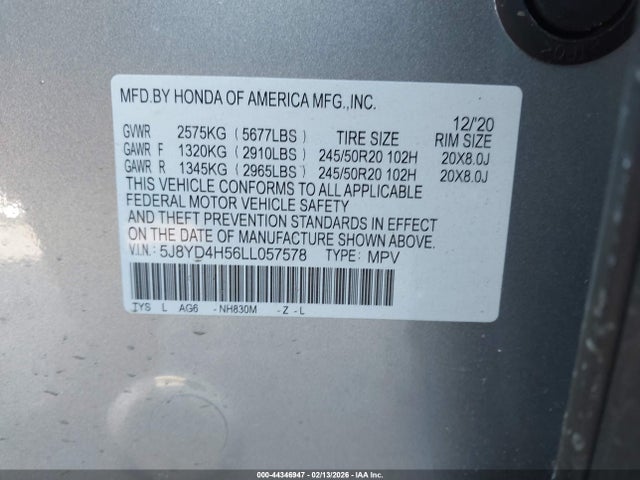 MFD.BY HONDA OF AMERICA MFG.,INC.
12/'20
GVWR 2575KG (5677LBS) TIRE SIZE RIM SIZE
GAWR F 1320KG (2910LBS) 245/50R20 102H 20X8.0J
GAWR R 1345KG (2965LBS) 245/50R20 102H 20X8.0J
THIS VEHICLE CONFORMS TO ALL APPLICABLE
FEDERAL MOTOR VEHICLE SAFETY
AND THEFT PREVENTION STANDARDS IN EFFECT
ON THE DATE OF MANUFACTURE SHOWN ABOVE.
V.I.N.: 5J8YD4H56LL057578 TYPE: MPV
TYS L AG6 -NH830M -Z -L
000-44346947 - 02/13/2026 - IAA Inc.